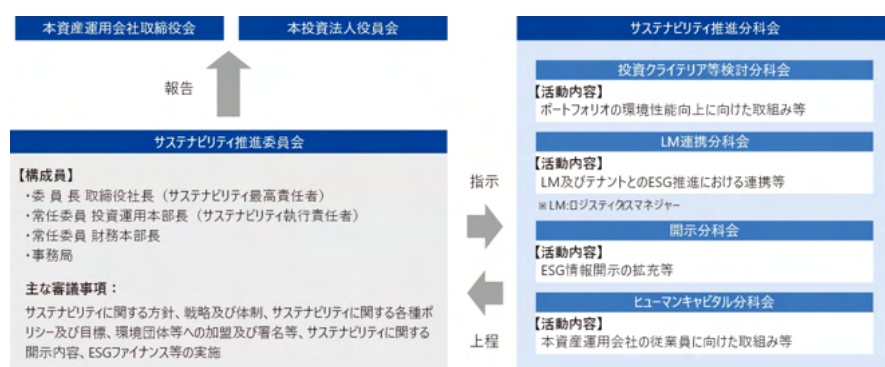 本資産運用会社取締役会
本投資法人役員会
報告
サステナビリティ推進委員会
【構成員】
・委 員 長 取締役社長（サステナビリティ最高責任者）
・常任委員 投資運用本部長（サステナビリティ執行責任者）
・常任委員 財務本部長
・事務局
主な審議事項：
サステナビリティに関する方針、戦略及び体制、サステナビリティに関する各種ポ
リシー及び目標、環境団体等への加盟及び署名等、サステナビリティに関する
開示内容、ESGファイナンス等の実施
指示
上程
サステナビリティ推進分科会
投資クライテリア等検討分科会
【活動内容】
ポートフォリオの環境性能向上に向けた取組み等
LM連携分科会
【活動内容】
LM及びテナントとのESG推進における連携等
※LM:ロジスティクスマネジャー
開示分科会
【活動内容】
ESG情報開示の拡充等
ヒューマンキャピタル分科会
【活動内容】
本資産運用会社の従業員に向けた取組み等